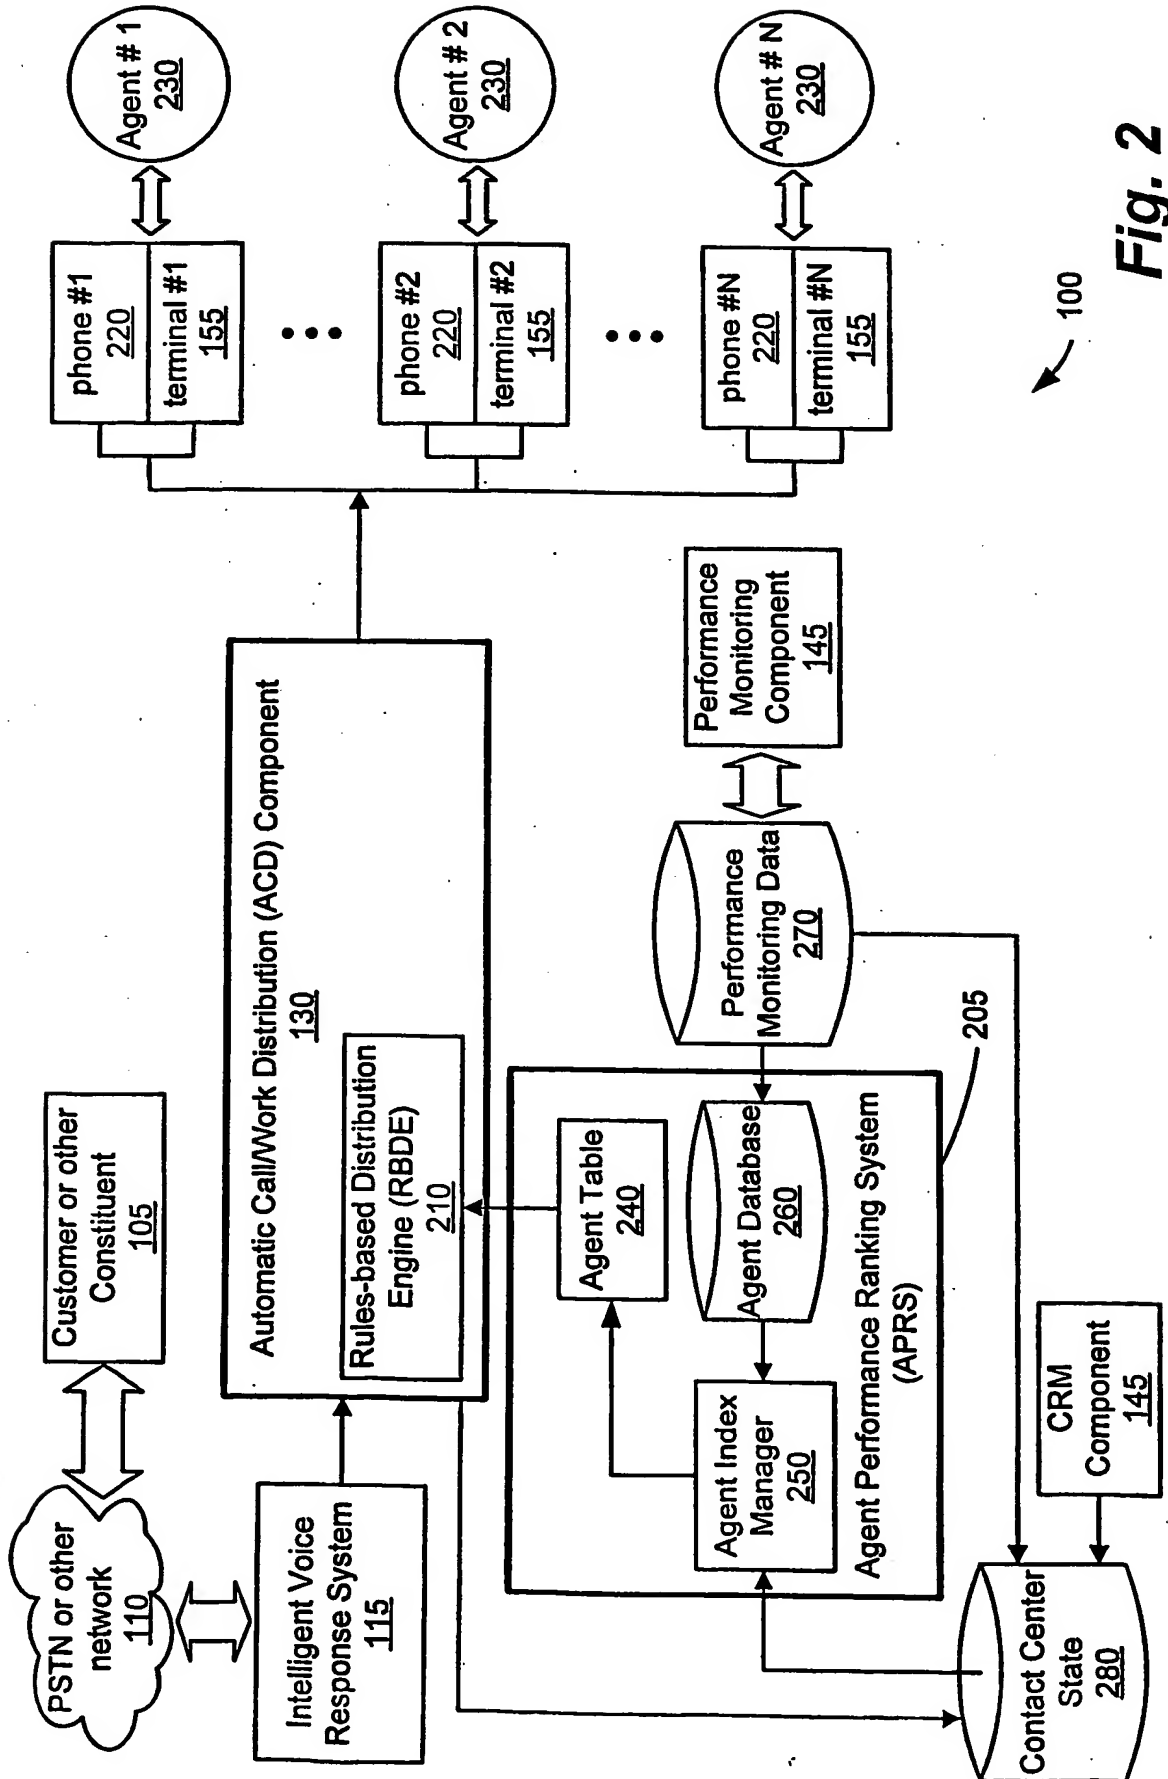 PSTN or other
network
110
Customer or other
Constituent
105
Intelligent Voice
Response System
115
Automatic Call/Work Distribution (ACD) Component
130
Rules-based Distribution
Engine (RBDE)
210
phone #1
220
terminal #1
155
Agent # 1
230
phone #2
220
terminal #2
155
Agent # 2
230
phone #N
220
terminal #N
155
Agent # N
230
Agent Table
240
Agent Database
260
Agent Index
Manager
250
Agent Performance Ranking System
(APRS)
205
Performance
Monitoring Data
270
Performance
Monitoring
Component
145
Contact Center
State
280
CRM
Component
145
100
Fig. 2